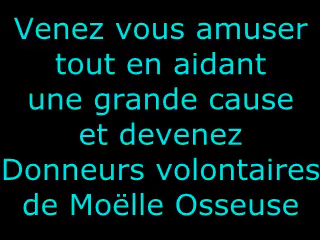 Venez vous amuser
tout en aidant
une grande cause
et devenez
Donneurs volontaires
de Moëlle Osseuse